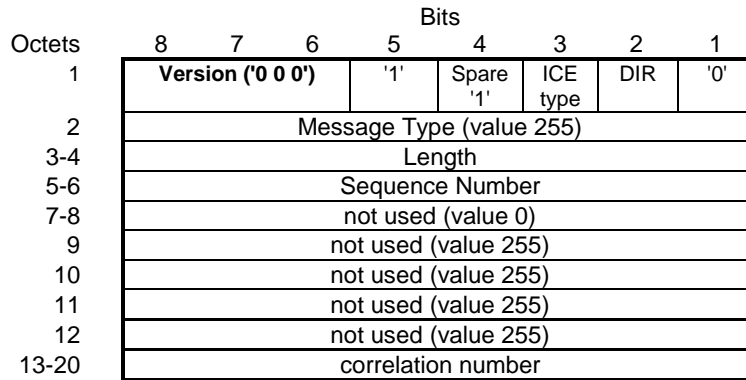 Bits
Octets 8 7 6 5 4 3 2 1
1 Version ('0 0 0') '1' Spare '1' ICE type DIR '0'
2 Message Type (value 255)
3-4 Length
5-6 Sequence Number
7-8 not used (value 0)
9 not used (value 255)
10 not used (value 255)
11 not used (value 255)
12 not used (value 255)
13-20 correlation number